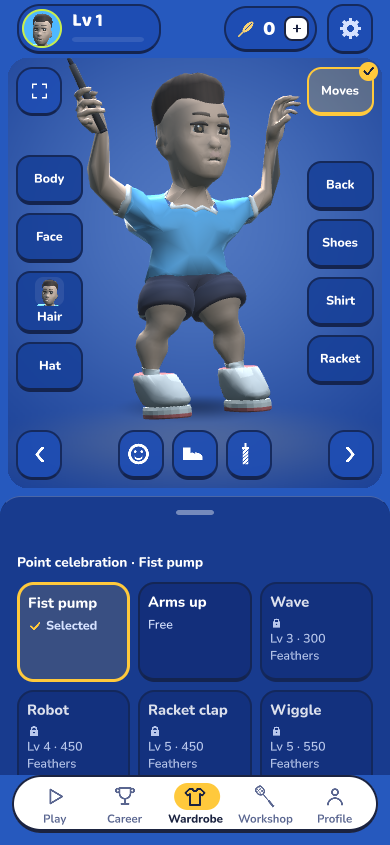 Lv 1
0
+
Moves
Body
Back
Face
Shoes
Hair
Shirt
Hat
Racket
Point celebration · Fist pump
Fist pump
Selected
Arms up
Free
Wave
Lv 3 · 300
Feathers
Robot
Lv 4 · 450
Feathers
Racket clap
Lv 5 · 450
Feathers
Wiggle
Lv 5 · 550
Feathers
Play
Career
Wardrobe
Workshop
Profile